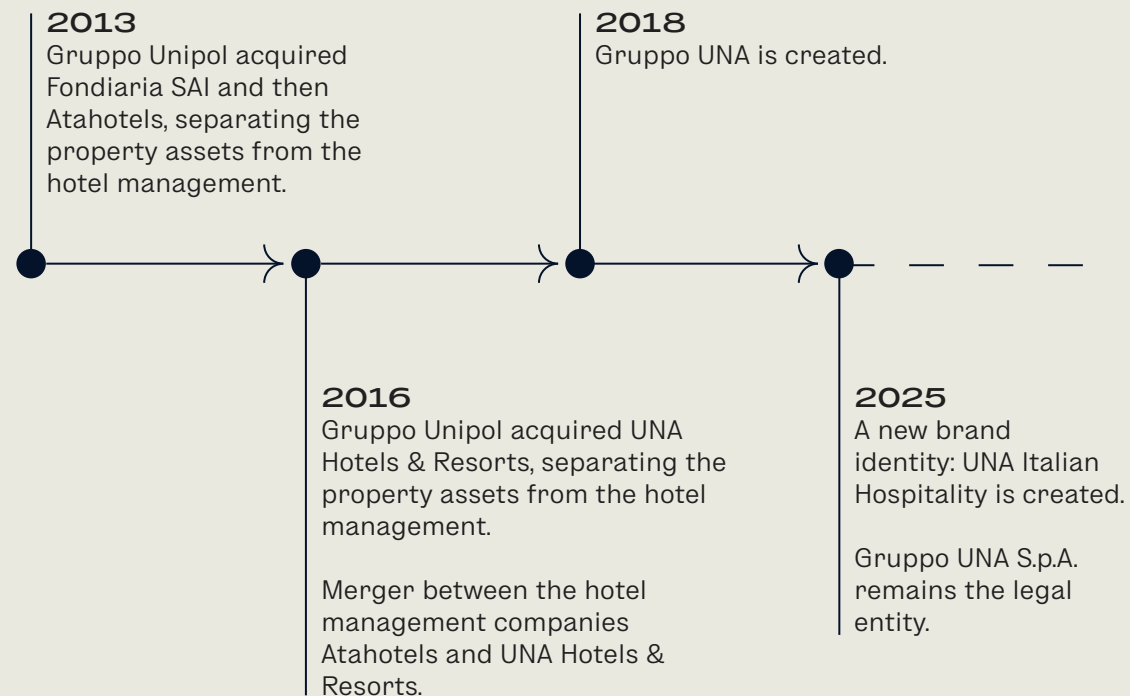 2013
Gruppo Unipol acquired
Fondiaria SAI and then
Atahotels, separating the
property assets from the
hotel management.
2018
Gruppo UNA is created.
2016
Gruppo Unipol acquired UNA
Hotels & Resorts, separating the
property assets from the hotel
management.
Merger between the hotel
management companies
Atahotels and UNA Hotels &
Resorts.
2025
A new brand
identity: UNA Italian
Hospitality is created.
Gruppo UNA S.p.A.
remains the legal
entity.